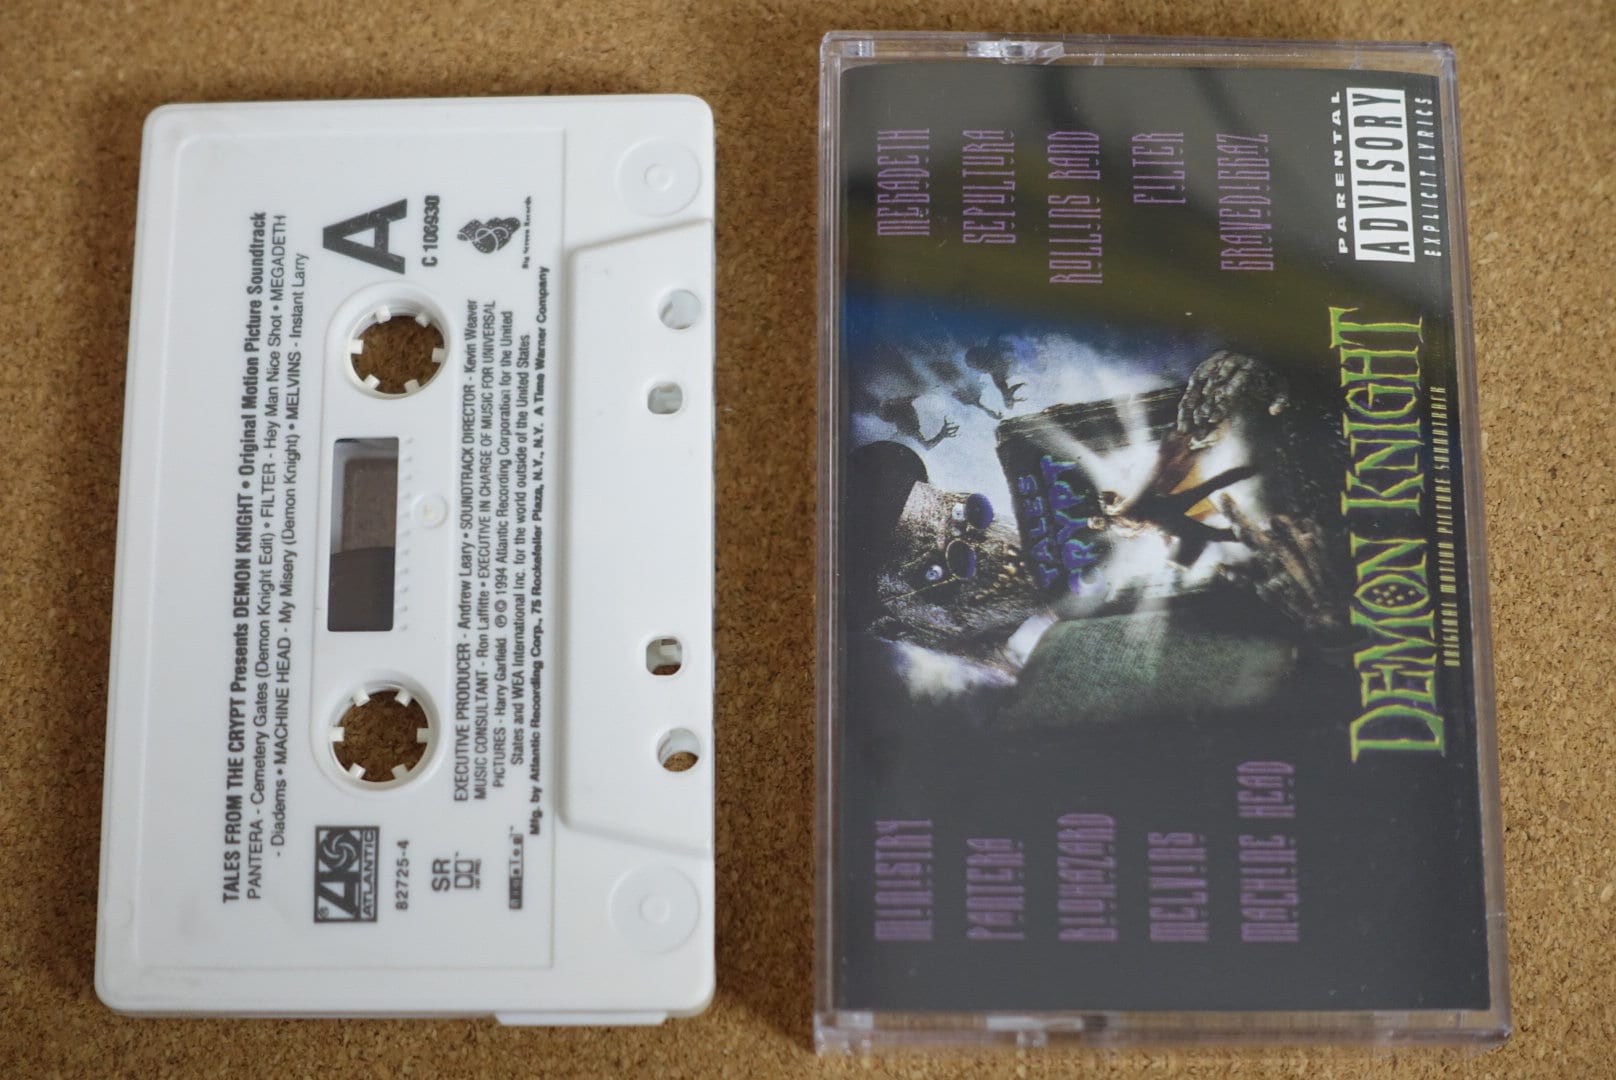 TALES FROM THE CRYPT Presents DEMON KNIGHT • Original Motion Picture Soundtrack
PANTERA - Cemetery Gates (Demon Knight Edit) • FILTER - Hey Man Nice Shot • MEGADETH
- Diadems • MACHINE HEAD - My Misery (Demon Knight) • MELVINS - Instant Larry
A
C 106930
Big Screen Records
ATLANTIC
82725-4
SR
EXECUTIVE PRODUCER - Andrew Leary • SOUNDTRACK DIRECTOR - Kevin Weaver
MUSIC CONSULTANT - Ron Laffitte • EXECUTIVE IN CHARGE OF MUSIC FOR UNIVERSAL
PICTURES - Harry Garfield ℗ © 1994 Atlantic Recording Corporation for the United
States and WEA International Inc. for the world outside of the United States.
Mfg. by Atlantic Recording Corp., 75 Rockefeller Plaza, N.Y., N.Y. A Time Warner Company
MINISTRY
PANTERA
BIOHAZARD
MELVINS
MACHINE HEAD
MEGADETH
SEPULTURA
ROLLINS BAND
FILTER
GRAVEDIGGAZ
TALES
CRYPT
PARENTAL
ADVISORY
EXPLICIT LYRICS
DEMON KNIGHT
ORIGINAL MOTION PICTURE SOUNDTRACK